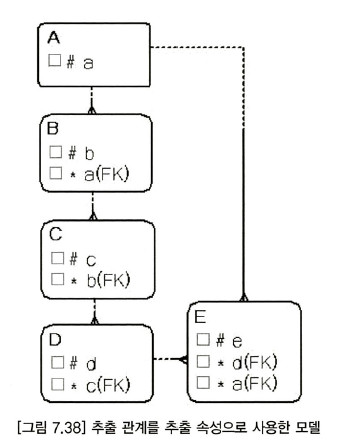 A
□ # a
B
□ # b
□ * a(FK)
C
□ # c
□ * b(FK)
D
□ # d
□ * c(FK)
E
□ # e
□ * d(FK)
□ * a(FK)
[그림 7.38] 추출 관계를 추출 속성으로 사용한 모델